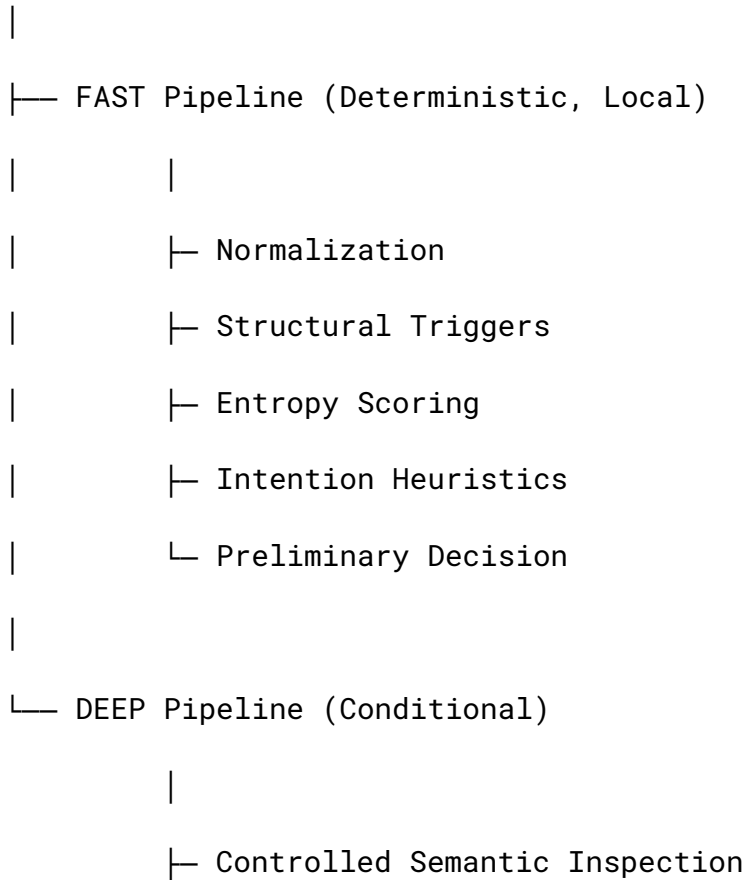 │
├── FAST Pipeline (Deterministic, Local)
│        │
│        ├─ Normalization
│        ├─ Structural Triggers
│        ├─ Entropy Scoring
│        ├─ Intention Heuristics
│        └─ Preliminary Decision
│
└── DEEP Pipeline (Conditional)
         │
         ├─ Controlled Semantic Inspection